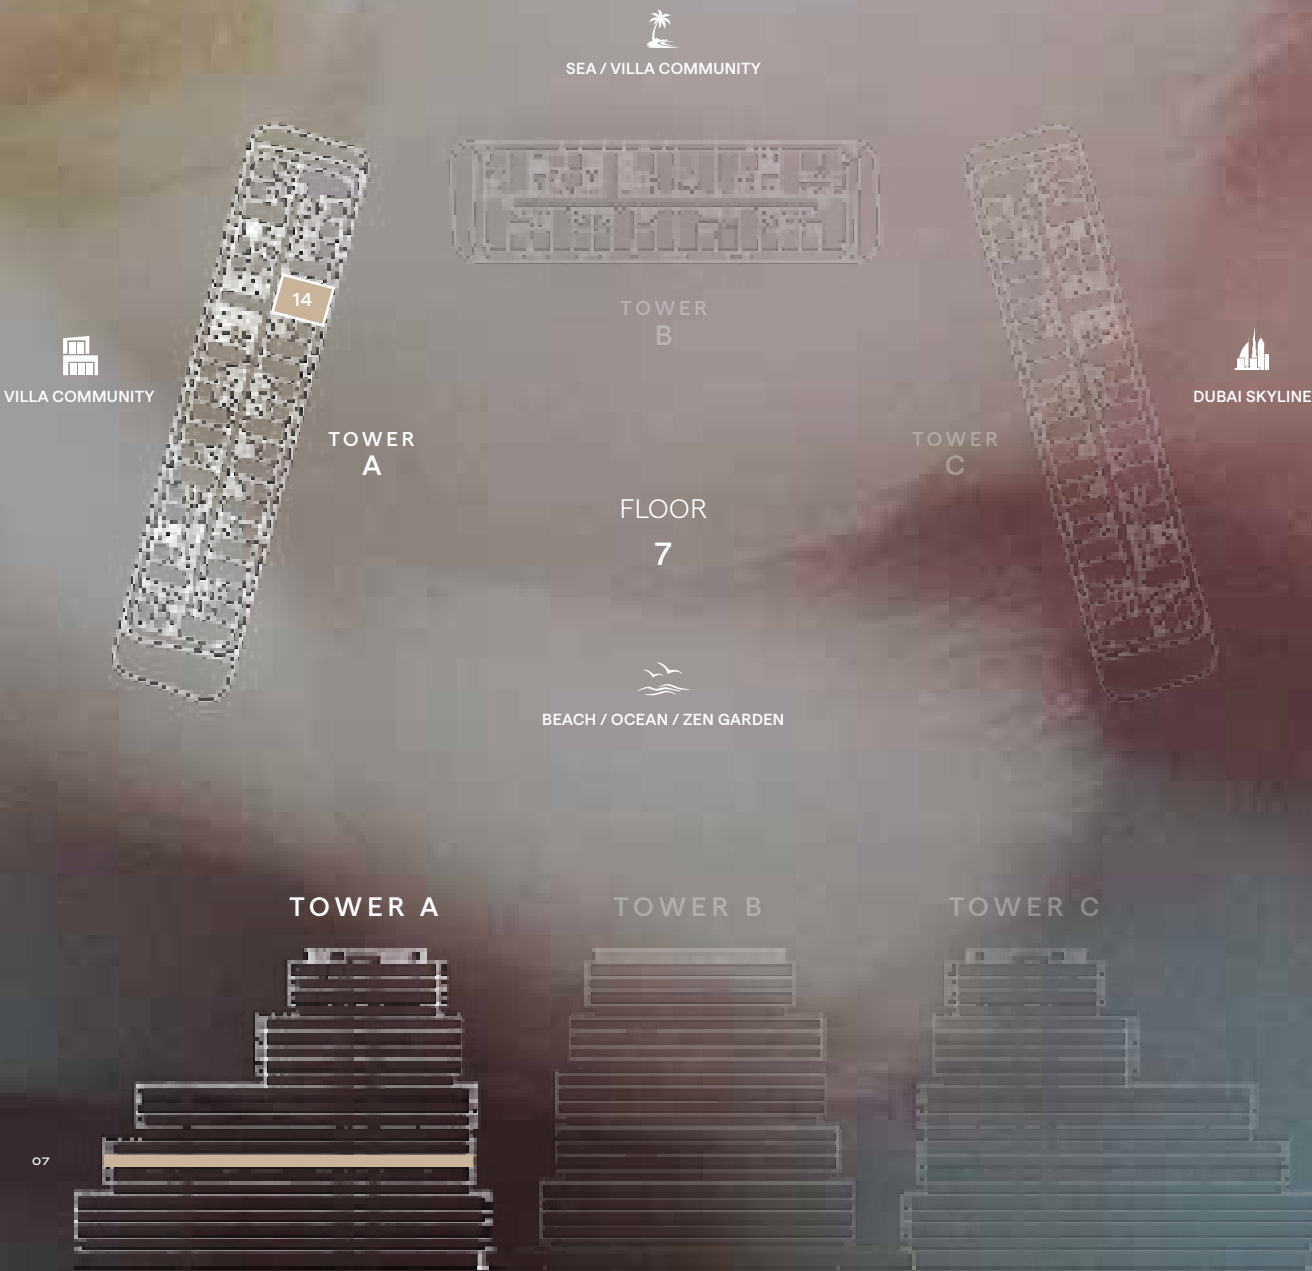 SEA / VILLA COMMUNITY
14
TOWER
B
VILLA COMMUNITY
DUBAI SKYLINE
TOWER
A
TOWER
C
FLOOR
7
BEACH / OCEAN / ZEN GARDEN
TOWER A
TOWER B
TOWER C
07